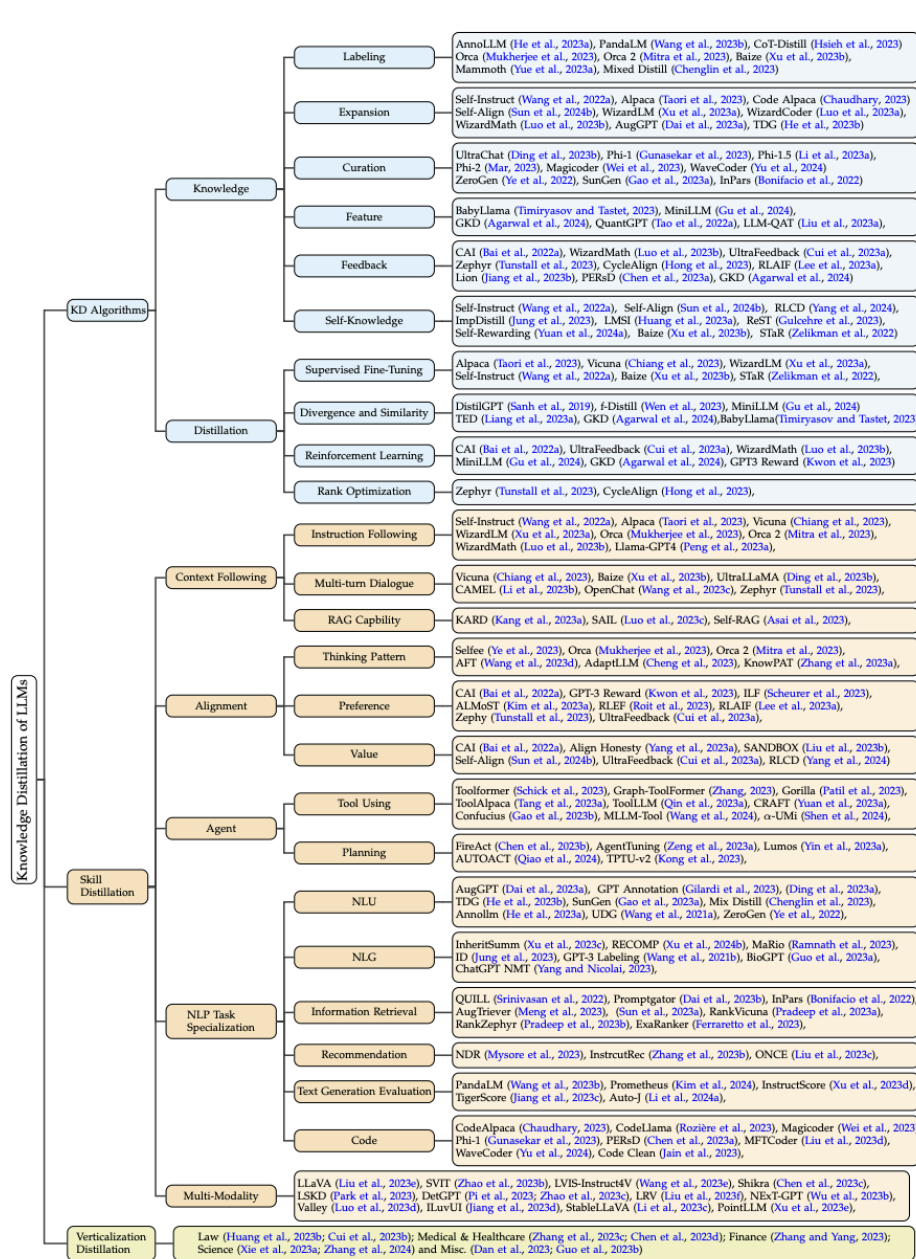 Knowledge Distillation of LLMs
KD Algorithms
Knowledge
Labeling
AnnoLLM (He et al., 2023a), PandaLM (Wang et al., 2023b), CoT-Distill (Hsieh et al., 2023)
Orca (Mukherjee et al., 2023), Orca 2 (Mitra et al., 2023), Baize (Xu et al., 2023b),
Mammoth (Yue et al., 2023a), Mixed Distill (Chenglin et al., 2023)
Expansion
Self-Instruct (Wang et al., 2022a), Alpaca (Taori et al., 2023), Code Alpaca (Chaudhary, 2023)
Self-Align (Sun et al., 2024b), WizardLM (Xu et al., 2023a), WizardCoder (Luo et al., 2023a),
WizardMath (Luo et al., 2023b), AugGPT (Dai et al., 2023a), TDG (He et al., 2023b)
Curation
UltraChat (Ding et al., 2023b), Phi-1 (Gunasekar et al., 2023), Phi-1.5 (Li et al., 2023a),
Phi-2 (Mar, 2023), Magicoder (Wei et al., 2023), WaveCoder (Yu et al., 2024)
ZeroGen (Ye et al., 2022), SunGen (Gao et al., 2023a), InPars (Bonifacio et al., 2022)
Feature
BabyLlama (Timiryasov and Tastet, 2023), MiniLLM (Gu et al., 2024),
GKD (Agarwal et al., 2024), QuantGPT (Tao et al., 2022a), LLM-QAT (Liu et al., 2023a),
Feedback
CAI (Bai et al., 2022a), WizardMath (Luo et al., 2023b), UltraFeedback (Cui et al., 2023a),
Zephyr (Tunstall et al., 2023), CycleAlign (Hong et al., 2023), RLAIF (Lee et al., 2023a),
Lion (Jiang et al., 2023b), PERsD (Chen et al., 2023a), GKD (Agarwal et al., 2024)
Self-Knowledge
Self-Instruct (Wang et al., 2022a), Self-Align (Sun et al., 2024b), RLCD (Yang et al., 2024),
ImpDistill (Jung et al., 2023), LMSI (Huang et al., 2023a), ReST (Gulcehre et al., 2023),
Self-Rewarding (Yuan et al., 2024a), Baize (Xu et al., 2023b), STaR (Zelikman et al., 2022)
Distillation
Supervised Fine-Tuning
Alpaca (Taori et al., 2023), Vicuna (Chiang et al., 2023), WizardLM (Xu et al., 2023a),
Self-Instruct (Wang et al., 2022a), Baize (Xu et al., 2023b), STaR (Zelikman et al., 2022),
Divergence and Similarity
DistilGPT (Sanh et al., 2019), f-Distill (Wen et al., 2023), MiniLLM (Gu et al., 2024)
TED (Liang et al., 2023a), GKD (Agarwal et al., 2024),BabyLlama(Timiryasov and Tastet, 2023
Reinforcement Learning
CAI (Bai et al., 2022a), UltraFeedback (Cui et al., 2023a), WizardMath (Luo et al., 2023b),
MiniLLM (Gu et al., 2024), GKD (Agarwal et al., 2024), GPT3 Reward (Kwon et al., 2023)
Rank Optimization
Zephyr (Tunstall et al., 2023), CycleAlign (Hong et al., 2023),
Skill
Distillation
Context Following
Instruction Following
Self-Instruct (Wang et al., 2022a), Alpaca (Taori et al., 2023), Vicuna (Chiang et al., 2023),
WizardLM (Xu et al., 2023a), Orca (Mukherjee et al., 2023), Orca 2 (Mitra et al., 2023),
WizardMath (Luo et al., 2023b), Llama-GPT4 (Peng et al., 2023a),
Multi-turn Dialogue
Vicuna (Chiang et al., 2023), Baize (Xu et al., 2023b), UltraLLaMA (Ding et al., 2023b),
CAMEL (Li et al., 2023b), OpenChat (Wang et al., 2023c), Zephyr (Tunstall et al., 2023),
RAG Capbility
KARD (Kang et al., 2023a), SAIL (Luo et al., 2023c), Self-RAG (Asai et al., 2023),
Alignment
Thinking Pattern
Selfee (Ye et al., 2023), Orca (Mukherjee et al., 2023), Orca 2 (Mitra et al., 2023),
AFT (Wang et al., 2023d), AdaptLLM (Cheng et al., 2023), KnowPAT (Zhang et al., 2023a),
Preference
CAI (Bai et al., 2022a), GPT-3 Reward (Kwon et al., 2023), ILF (Scheurer et al., 2023),
ALMoST (Kim et al., 2023a), RLEF (Roit et al., 2023), RLAIF (Lee et al., 2023a),
Zephy (Tunstall et al., 2023), UltraFeedback (Cui et al., 2023a),
Value
CAI (Bai et al., 2022a), Align Honesty (Yang et al., 2023a), SANDBOX (Liu et al., 2023b),
Self-Align (Sun et al., 2024b), UltraFeedback (Cui et al., 2023a), RLCD (Yang et al., 2024)
Agent
Tool Using
Toolformer (Schick et al., 2023), Graph-ToolFormer (Zhang, 2023), Gorilla (Patil et al., 2023),
ToolAlpaca (Tang et al., 2023a), ToolLLM (Qin et al., 2023a), CRAFT (Yuan et al., 2023a),
Confucius (Gao et al., 2023b), MLLM-Tool (Wang et al., 2024), α-UMi (Shen et al., 2024),
Planning
FireAct (Chen et al., 2023b), AgentTuning (Zeng et al., 2023a), Lumos (Yin et al., 2023a),
AUTOACT (Qiao et al., 2024), TPTU-v2 (Kong et al., 2023),
NLP Task
Specialization
NLU
AugGPT (Dai et al., 2023a), GPT Annotation (Gilardi et al., 2023), (Ding et al., 2023a),
TDG (He et al., 2023b), SunGen (Gao et al., 2023a), Mix Distill (Chenglin et al., 2023),
Annollm (He et al., 2023a), UDG (Wang et al., 2021a), ZeroGen (Ye et al., 2022),
NLG
InheritSumm (Xu et al., 2023c), RECOMP (Xu et al., 2024b), MaRio (Ramnath et al., 2023),
ID (Jung et al., 2023), GPT-3 Labeling (Wang et al., 2021b), BioGPT (Guo et al., 2023a),
ChatGPT NMT (Yang and Nicolai, 2023),
Information Retrieval
QUILL (Srinivasan et al., 2022), Promptgator (Dai et al., 2023b), InPars (Bonifacio et al., 2022),
AugTriever (Meng et al., 2023), (Sun et al., 2023a), RankVicuna (Pradeep et al., 2023a),
RankZephyr (Pradeep et al., 2023b), ExaRanker (Ferraretto et al., 2023),
Recommendation
NDR (Mysore et al., 2023), InstrcutRec (Zhang et al., 2023b), ONCE (Liu et al., 2023c),
Text Generation Evaluation
PandaLM (Wang et al., 2023b), Prometheus (Kim et al., 2024), InstructScore (Xu et al., 2023d),
TigerScore (Jiang et al., 2023c), Auto-J (Li et al., 2024a),
Code
CodeAlpaca (Chaudhary, 2023), CodeLlama (Rozière et al., 2023), Magicoder (Wei et al., 2023
Phi-1 (Gunasekar et al., 2023), PERsD (Chen et al., 2023a), MFTCoder (Liu et al., 2023d),
WaveCoder (Yu et al., 2024), Code Clean (Jain et al., 2023),
Multi-Modality
LLaVA (Liu et al., 2023e), SVIT (Zhao et al., 2023b), LVIS-Instruct4V (Wang et al., 2023e), Shikra (Chen et al., 2023c),
LSKD (Park et al., 2023), DetGPT (Pi et al., 2023; Zhao et al., 2023c), LRV (Liu et al., 2023f), NExT-GPT (Wu et al., 2023b),
Valley (Luo et al., 2023d), ILuvUI (Jiang et al., 2023d), StableLLaVA (Li et al., 2023c), PointLLM (Xu et al., 2023e),
Verticalization
Distillation
Law (Huang et al., 2023b; Cui et al., 2023b); Medical & Healthcare (Zhang et al., 2023c; Chen et al., 2023d); Finance (Zhang and Yang, 2023);
Science (Xie et al., 2023a; Zhang et al., 2024) and Misc. (Dan et al., 2023; Guo et al., 2023b)